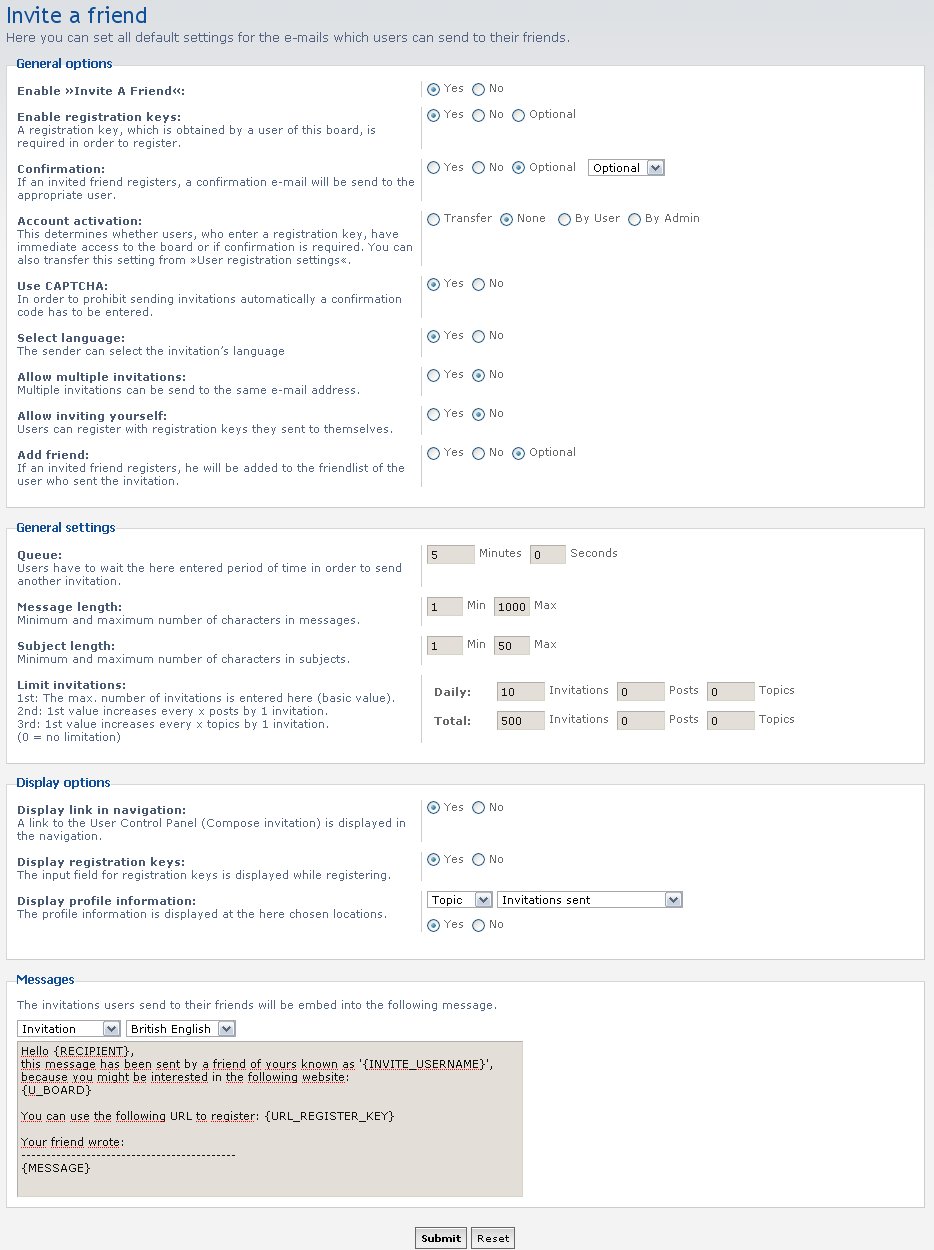 Invite a friend
Here you can set all default settings for the e-mails which users can send to their friends.
General options
Enable »Invite A Friend«:
Yes No
Enable registration keys:
Yes No Optional
A registration key, which is obtained by a user of this board, is
required in order to register.
Confirmation:
Yes No Optional Optional
If an invited friend registers, a confirmation e-mail will be send to the
appropriate user.
Account activation:
Transfer None By User By Admin
This determines whether users, who enter a registration key, have
immediate access to the board or if confirmation is required. You can
also transfer this setting from »User registration settings«.
Use CAPTCHA:
Yes No
In order to prohibit sending invitations automatically a confirmation
code has to be entered.
Select language:
Yes No
The sender can select the invitation's language
Allow multiple invitations:
Yes No
Multiple invitations can be send to the same e-mail address.
Allow inviting yourself:
Yes No
Users can register with registration keys they sent to themselves.
Add friend:
Yes No Optional
If an invited friend registers, he will be added to the friendlist of the
user who sent the invitation.
General settings
Queue:
5 Minutes 0 Seconds
Users have to wait the here entered period of time in order to send
another invitation.
Message length:
1 Min 1000 Max
Minimum and maximum number of characters in messages.
Subject length:
1 Min 50 Max
Minimum and maximum number of characters in subjects.
Limit invitations:
1st: The max. number of invitations is entered here (basic value).
2nd: 1st value increases every x posts by 1 invitation.
3rd: 1st value increases every x topics by 1 invitation.
(0 = no limitation)
Daily: 10 Invitations 0 Posts 0 Topics
Total: 500 Invitations 0 Posts 0 Topics
Display options
Display link in navigation:
Yes No
A link to the User Control Panel (Compose invitation) is displayed in
the navigation.
Display registration keys:
Yes No
The input field for registration keys is displayed while registering.
Display profile information:
Topic Invitations sent
The profile information is displayed at the here chosen locations.
Yes No
Messages
The invitations users send to their friends will be embed into the following message.
Invitation British English
Hello {RECIPIENT},
this message has been sent by a friend of yours known as '{INVITE_USERNAME}',
because you might be interested in the following website:
{U_BOARD}
You can use the following URL to register: {URL_REGISTER_KEY}
Your friend wrote:
-------------------------------------------
{MESSAGE}
Submit Reset